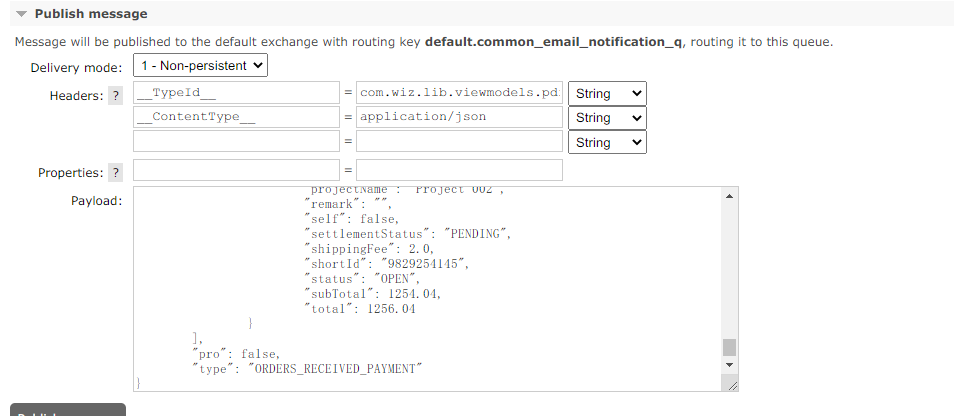 Publish message
Message will be published to the default exchange with routing key default.common_email_notification_q, routing it to this queue.
Delivery mode: 1 - Non-persistent
Headers: ? __TypeId__ = com.wiz.lib.viewmodels.pd String
__ContentType__ = application/json String
= String
Properties: ? =
Payload:
"projectName": "Project 002",
"remark": "",
"self": false,
"settlementStatus": "PENDING",
"shippingFee": 2.0,
"shortId": "9829254145",
"status": "OPEN",
"subTotal": 1254.04,
"total": 1256.04
}
],
"pro": false,
"type": "ORDERS_RECEIVED_PAYMENT"
}